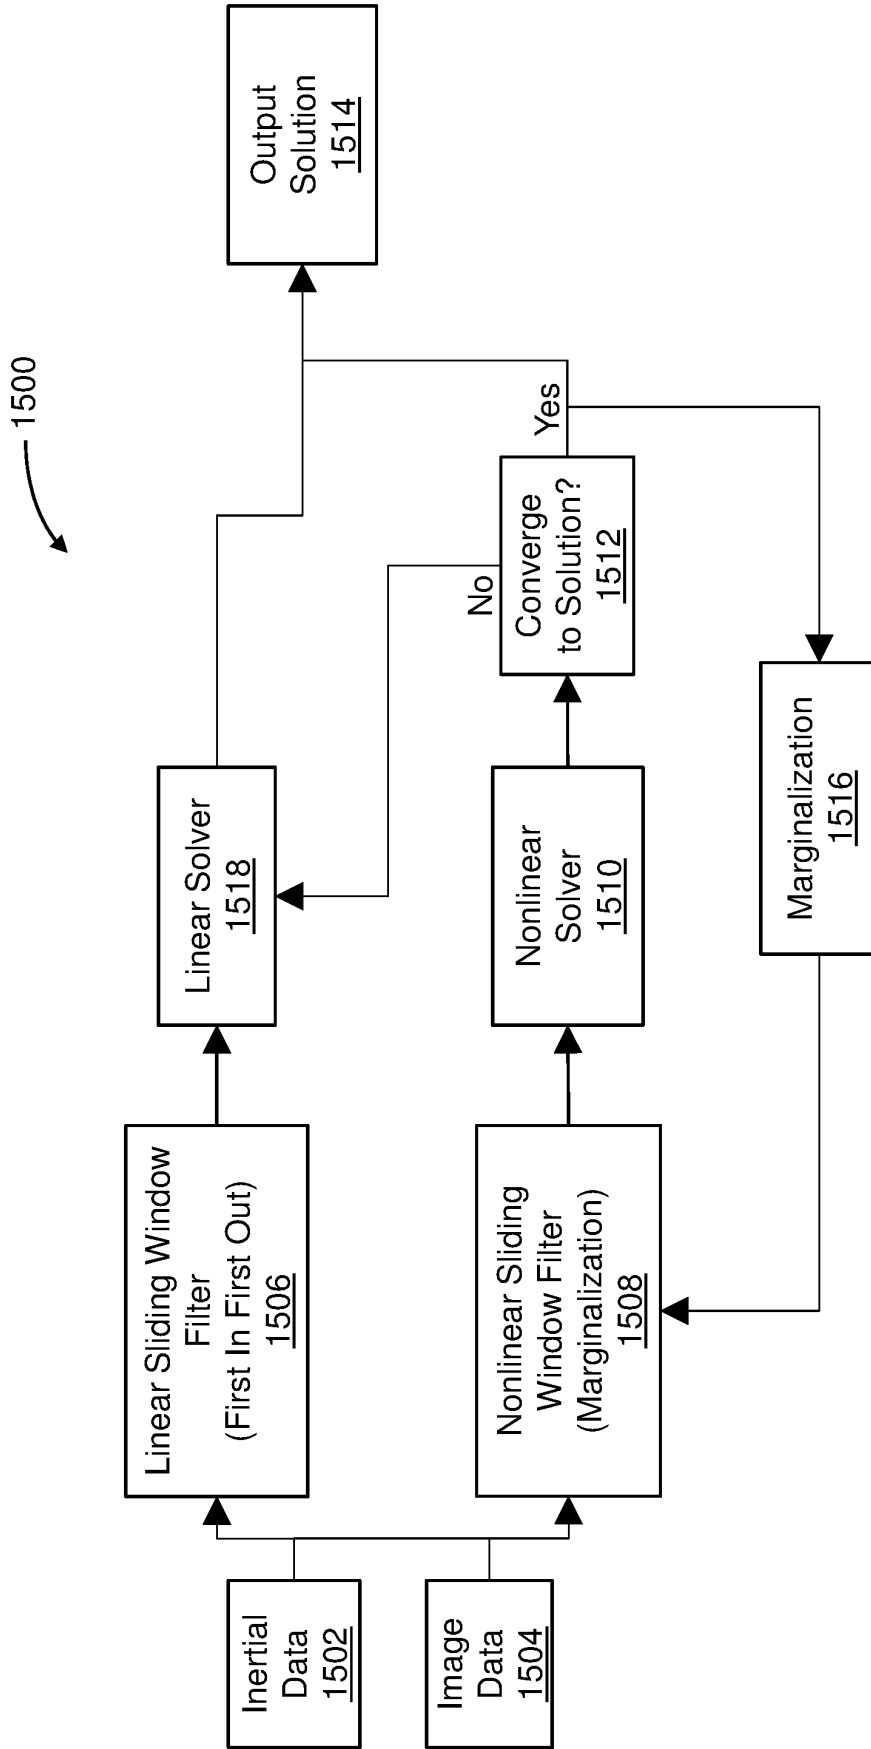 1500
Inertial
Data
1502
Image
Data
1504
Linear Sliding Window
Filter
(First In First Out)
1506
Nonlinear Sliding
Window Filter
(Marginalization)
1508
Linear Solver
1518
Nonlinear
Solver
1510
No
Converge
to Solution?
1512
Yes
Marginalization
1516
Output
Solution
1514